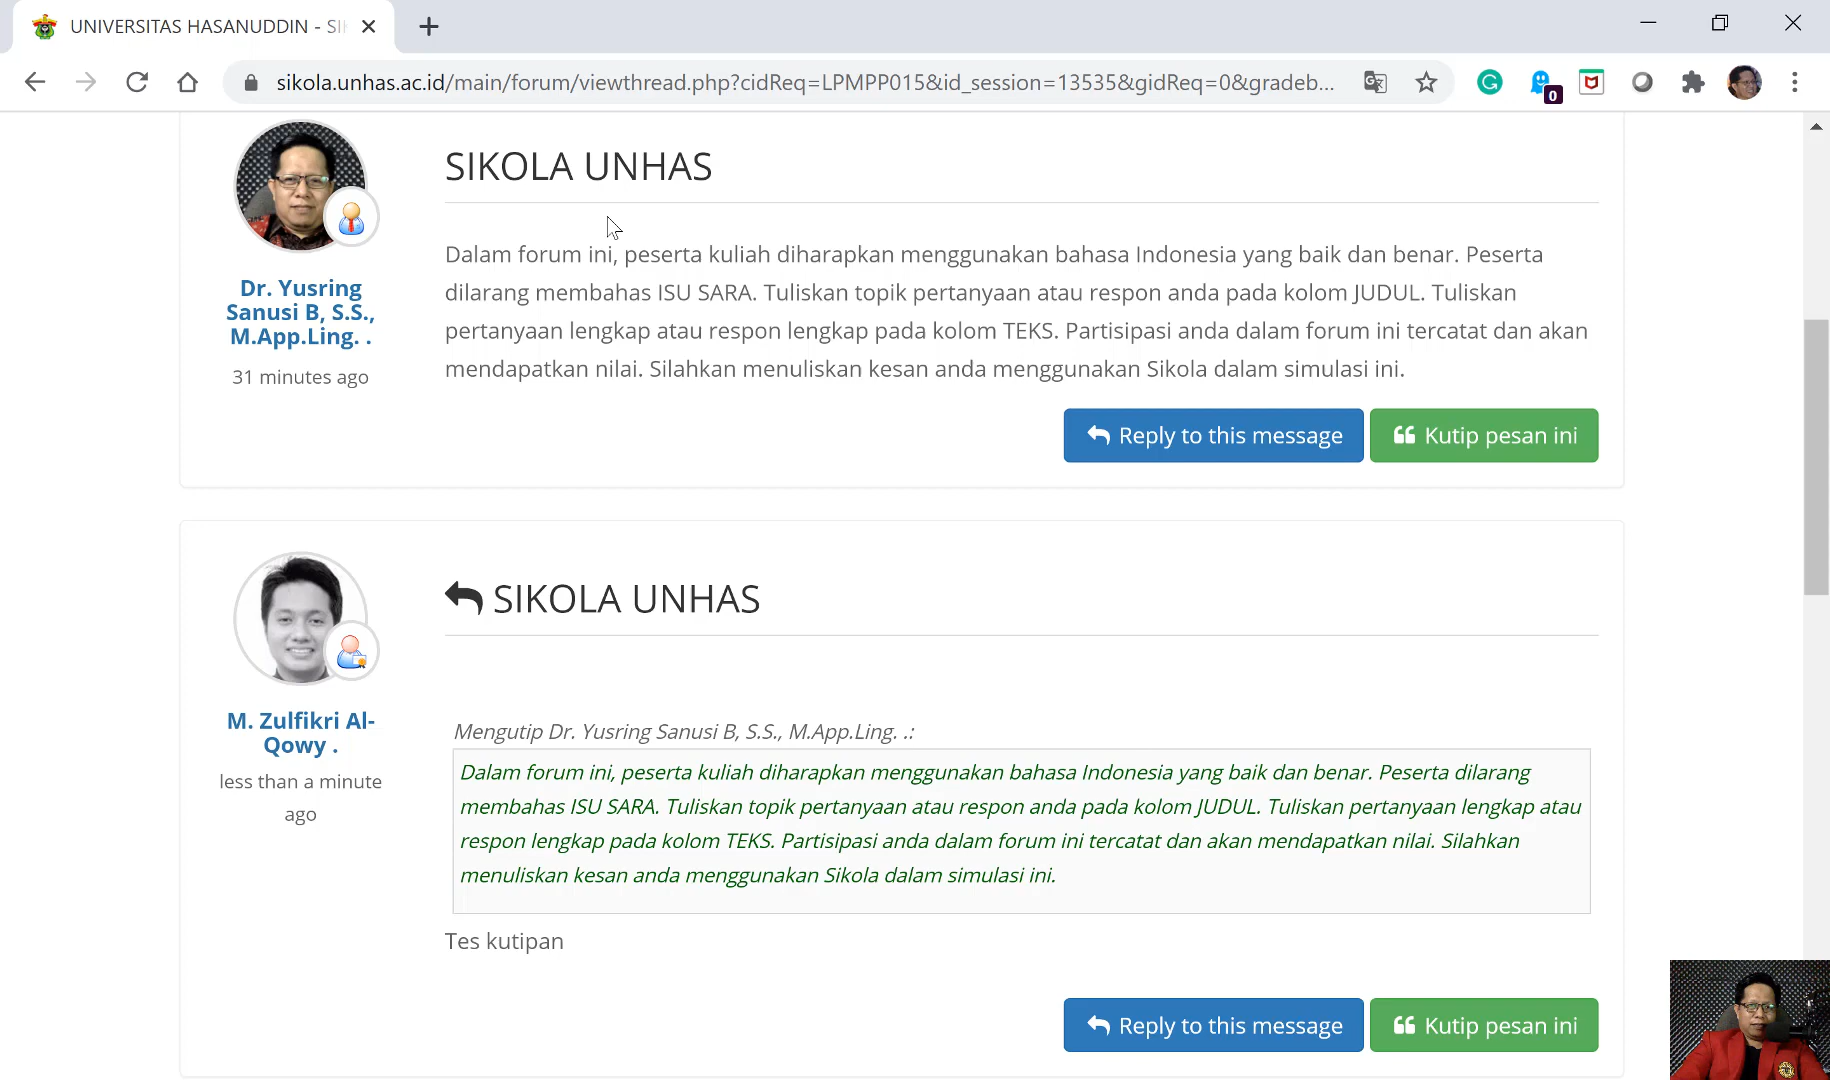 UNIVERSITAS HASANUDDIN - SI
sikola.unhas.ac.id/main/forum/viewthread.php?cidReq=LPMPP015&id_session=13535&gidReq=0&gradeb...
0
SIKOLA UNHAS
Dr. Yusring
Sanusi B, S.S.,
M.App.Ling. .
31 minutes ago
Dalam forum ini, peserta kuliah diharapkan menggunakan bahasa Indonesia yang baik dan benar. Peserta
dilarang membahas ISU SARA. Tuliskan topik pertanyaan atau respon anda pada kolom JUDUL. Tuliskan
pertanyaan lengkap atau respon lengkap pada kolom TEKS. Partisipasi anda dalam forum ini tercatat dan akan
mendapatkan nilai. Silahkan menuliskan kesan anda menggunakan Sikola dalam simulasi ini.
Reply to this message
Kutip pesan ini
SIKOLA UNHAS
M. Zulfikri Al-
Qowy .
less than a minute
ago
Mengutip Dr. Yusring Sanusi B, S.S., M.App.Ling. .:
Dalam forum ini, peserta kuliah diharapkan menggunakan bahasa Indonesia yang baik dan benar. Peserta dilarang
membahas ISU SARA. Tuliskan topik pertanyaan atau respon anda pada kolom JUDUL. Tuliskan pertanyaan lengkap atau
respon lengkap pada kolom TEKS. Partisipasi anda dalam forum ini tercatat dan akan mendapatkan nilai. Silahkan
menuliskan kesan anda menggunakan Sikola dalam simulasi ini.
Tes kutipan
Reply to this message
Kutip pesan ini